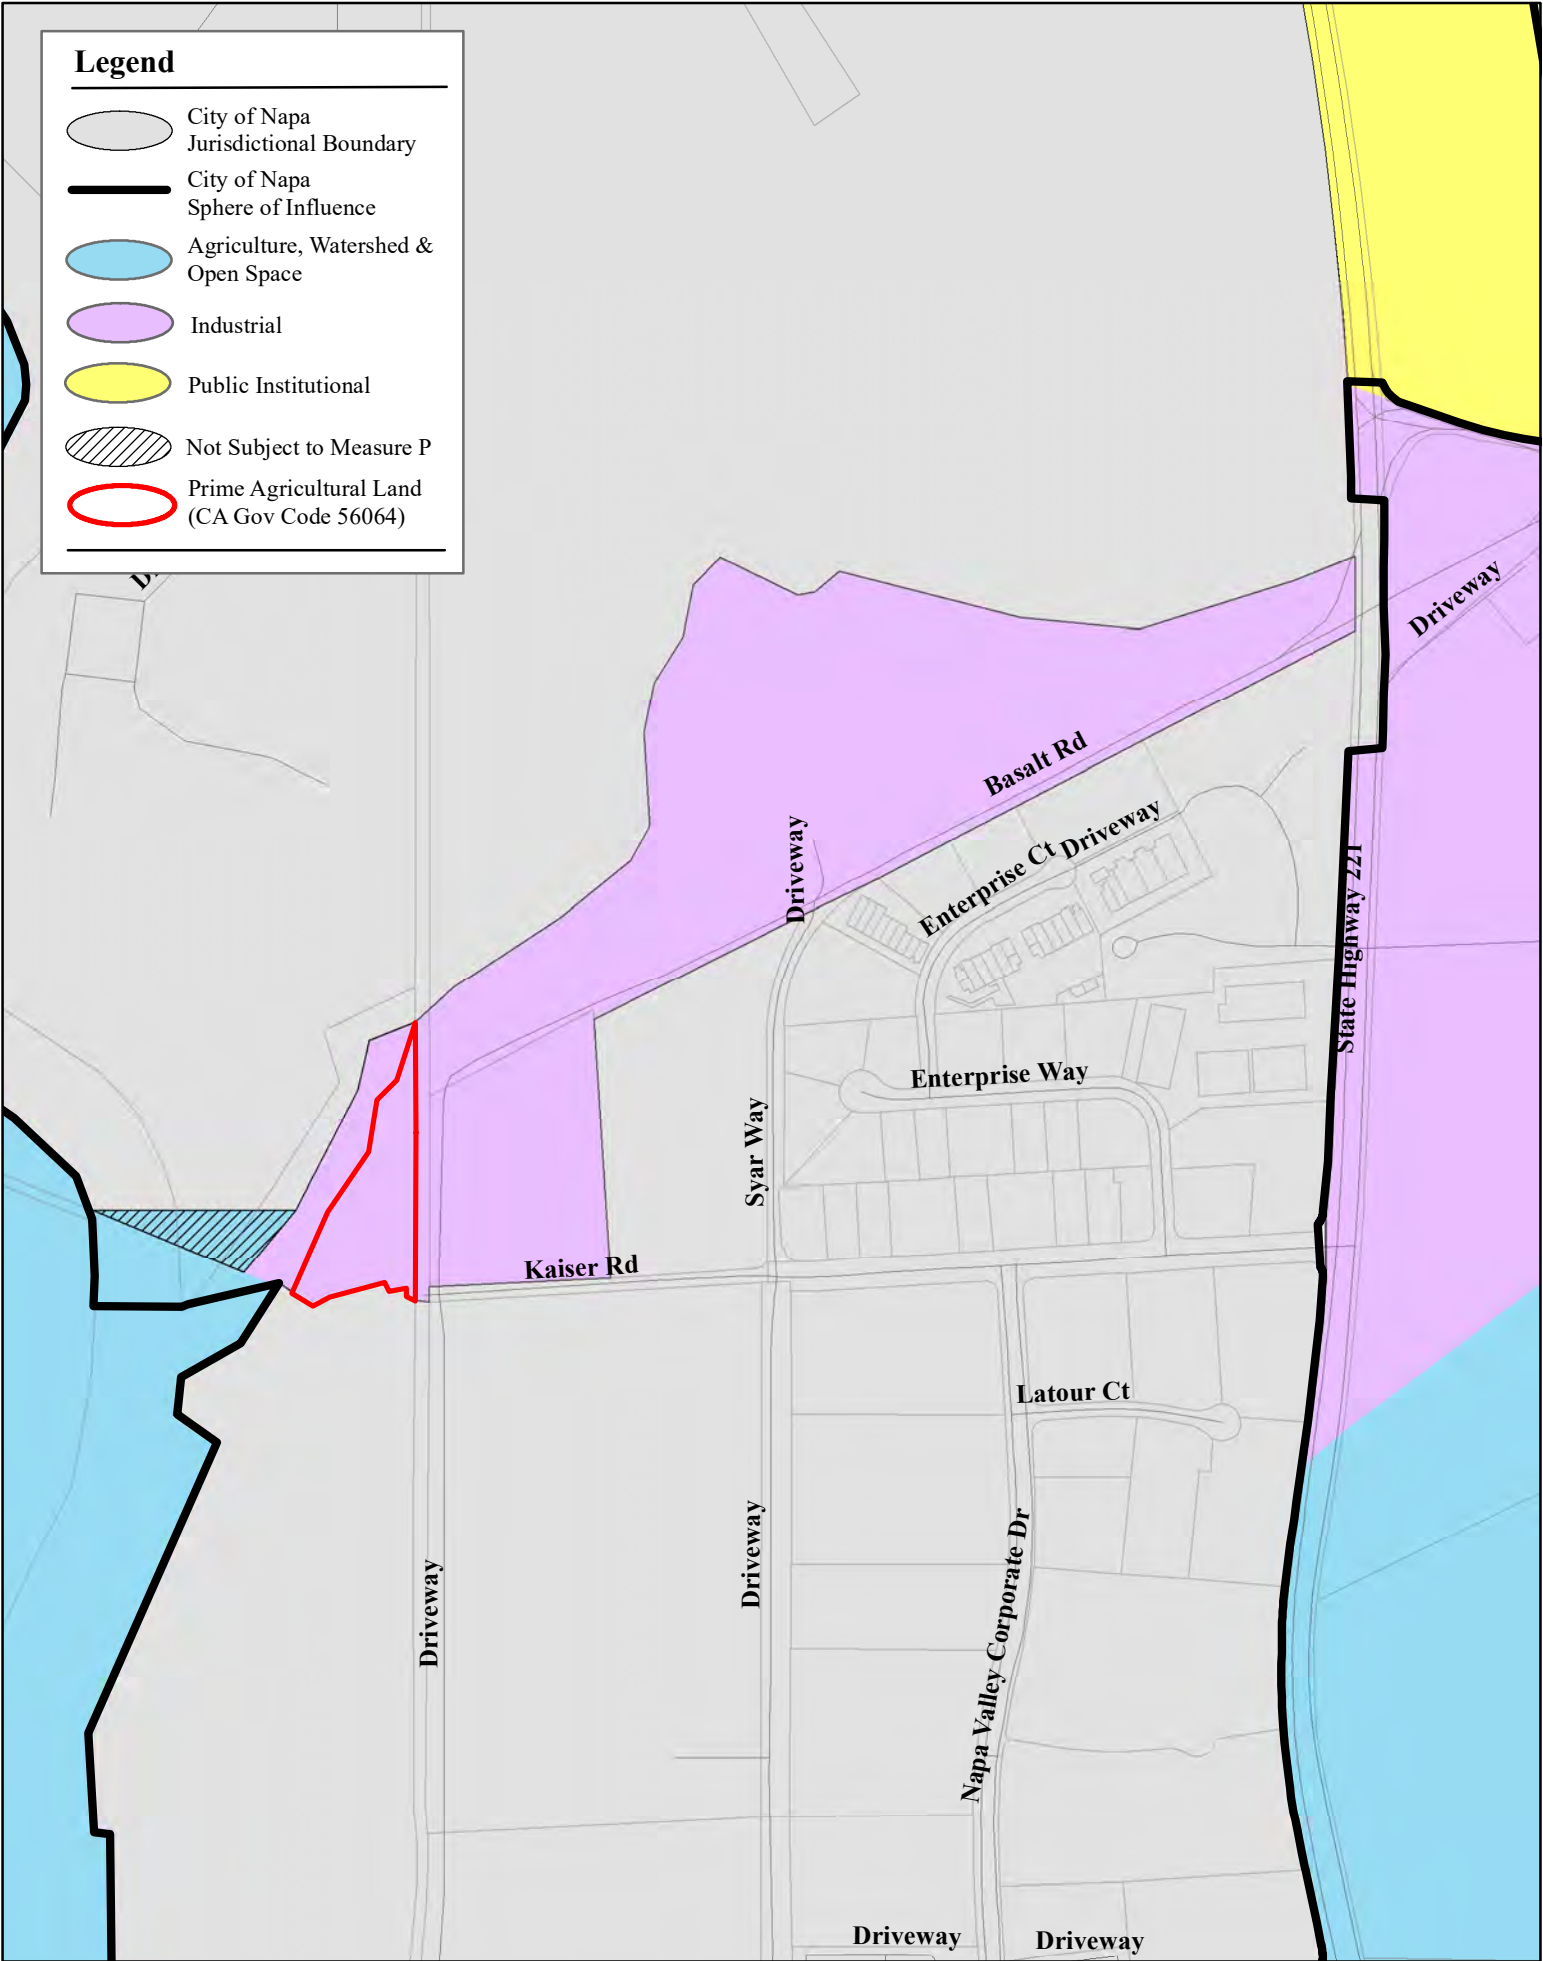 Legend
City of Napa
Jurisdictional Boundary
City of Napa
Sphere of Influence
Agriculture, Watershed &
Open Space
Industrial
Public Institutional
Not Subject to Measure P
Prime Agricultural Land
(CA Gov Code 56064)
Driveway
Basalt Rd
Driveway
Driveway
Enterprise Ct
State Highway 221
Enterprise Way
Syar Way
Kaiser Rd
Latour Ct
Driveway
Driveway
Napa Valley Corporate Dr
Driveway
Driveway